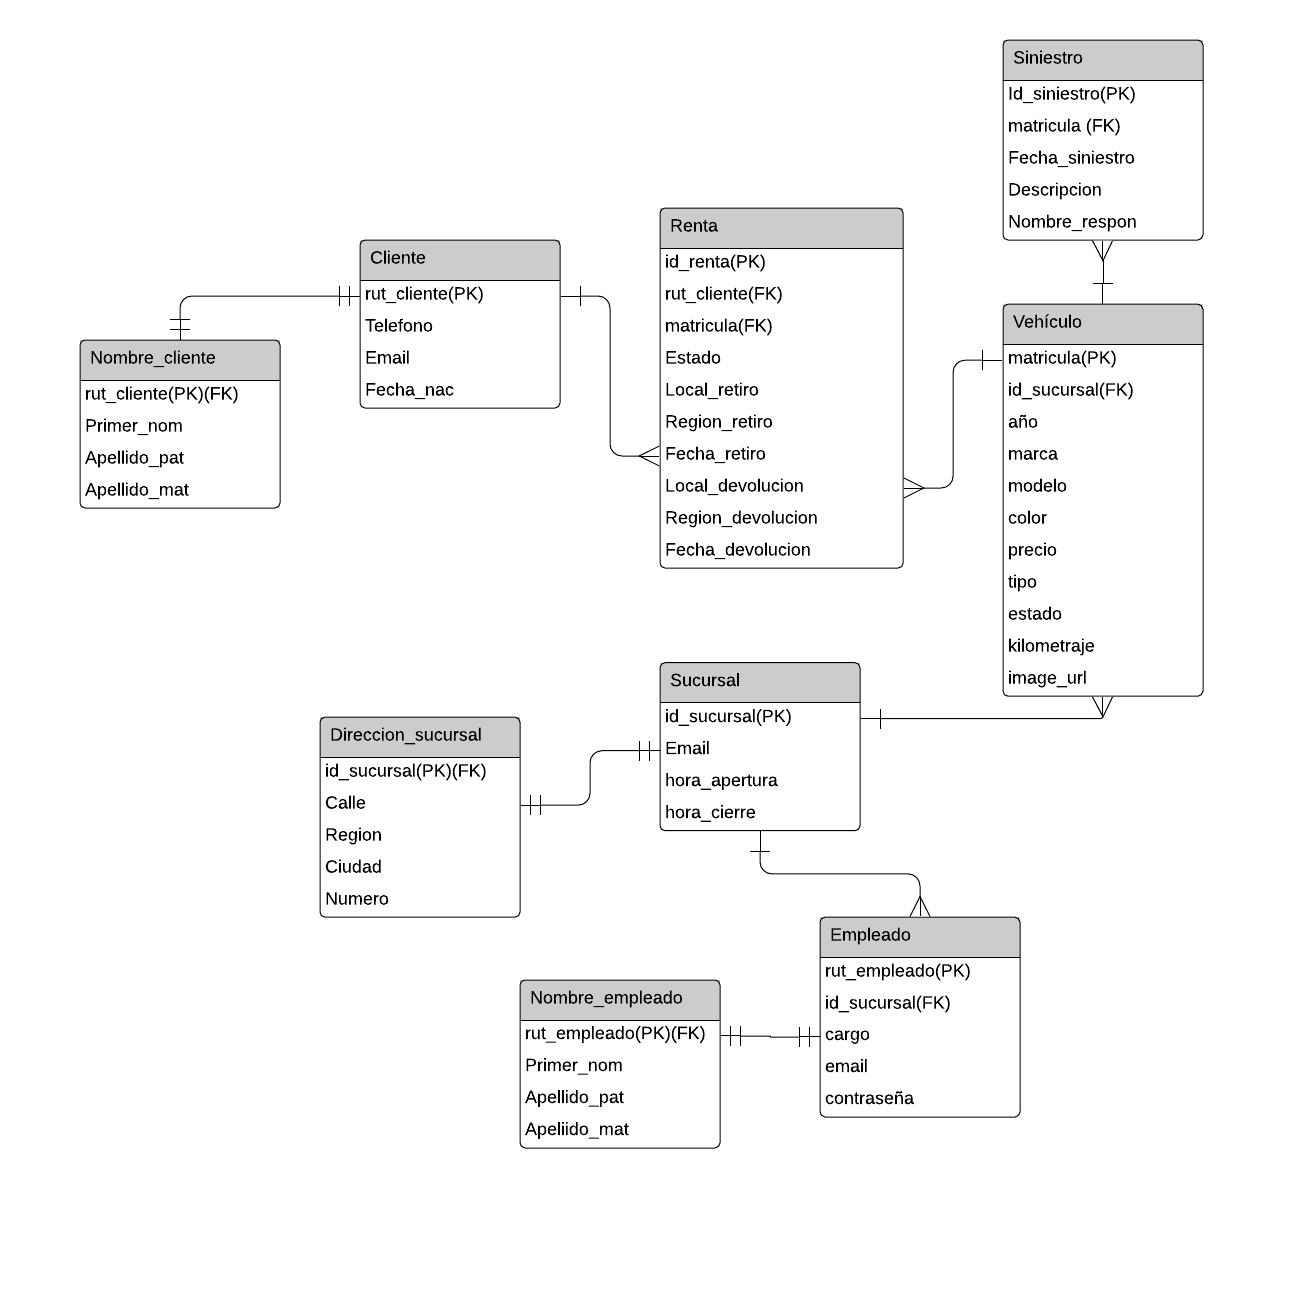 Siniestro
Id_siniestro(PK)
matricula (FK)
Fecha_siniestro
Descripcion
Nombre_respon
Renta
id_renta(PK)
rut_cliente(FK)
matricula(FK)
Estado
Local_retiro
Region_retiro
Fecha_retiro
Local_devolucion
Region_devolucion
Fecha_devolucion
Cliente
rut_cliente(PK)
Telefono
Email
Fecha_nac
Nombre_cliente
rut_cliente(PK)(FK)
Primer_nom
Apellido_pat
Apellido_mat
Vehículo
matricula(PK)
id_sucursal(FK)
año
marca
modelo
color
precio
tipo
estado
kilometraje
image_url
Sucursal
id_sucursal(PK)
Email
hora_apertura
hora_cierre
Direccion_sucursal
id_sucursal(PK)(FK)
Calle
Region
Ciudad
Numero
Empleado
rut_empleado(PK)
id_sucursal(FK)
cargo
email
contraseña
Nombre_empleado
rut_empleado(PK)(FK)
Primer_nom
Apellido_pat
Apeliido_mat